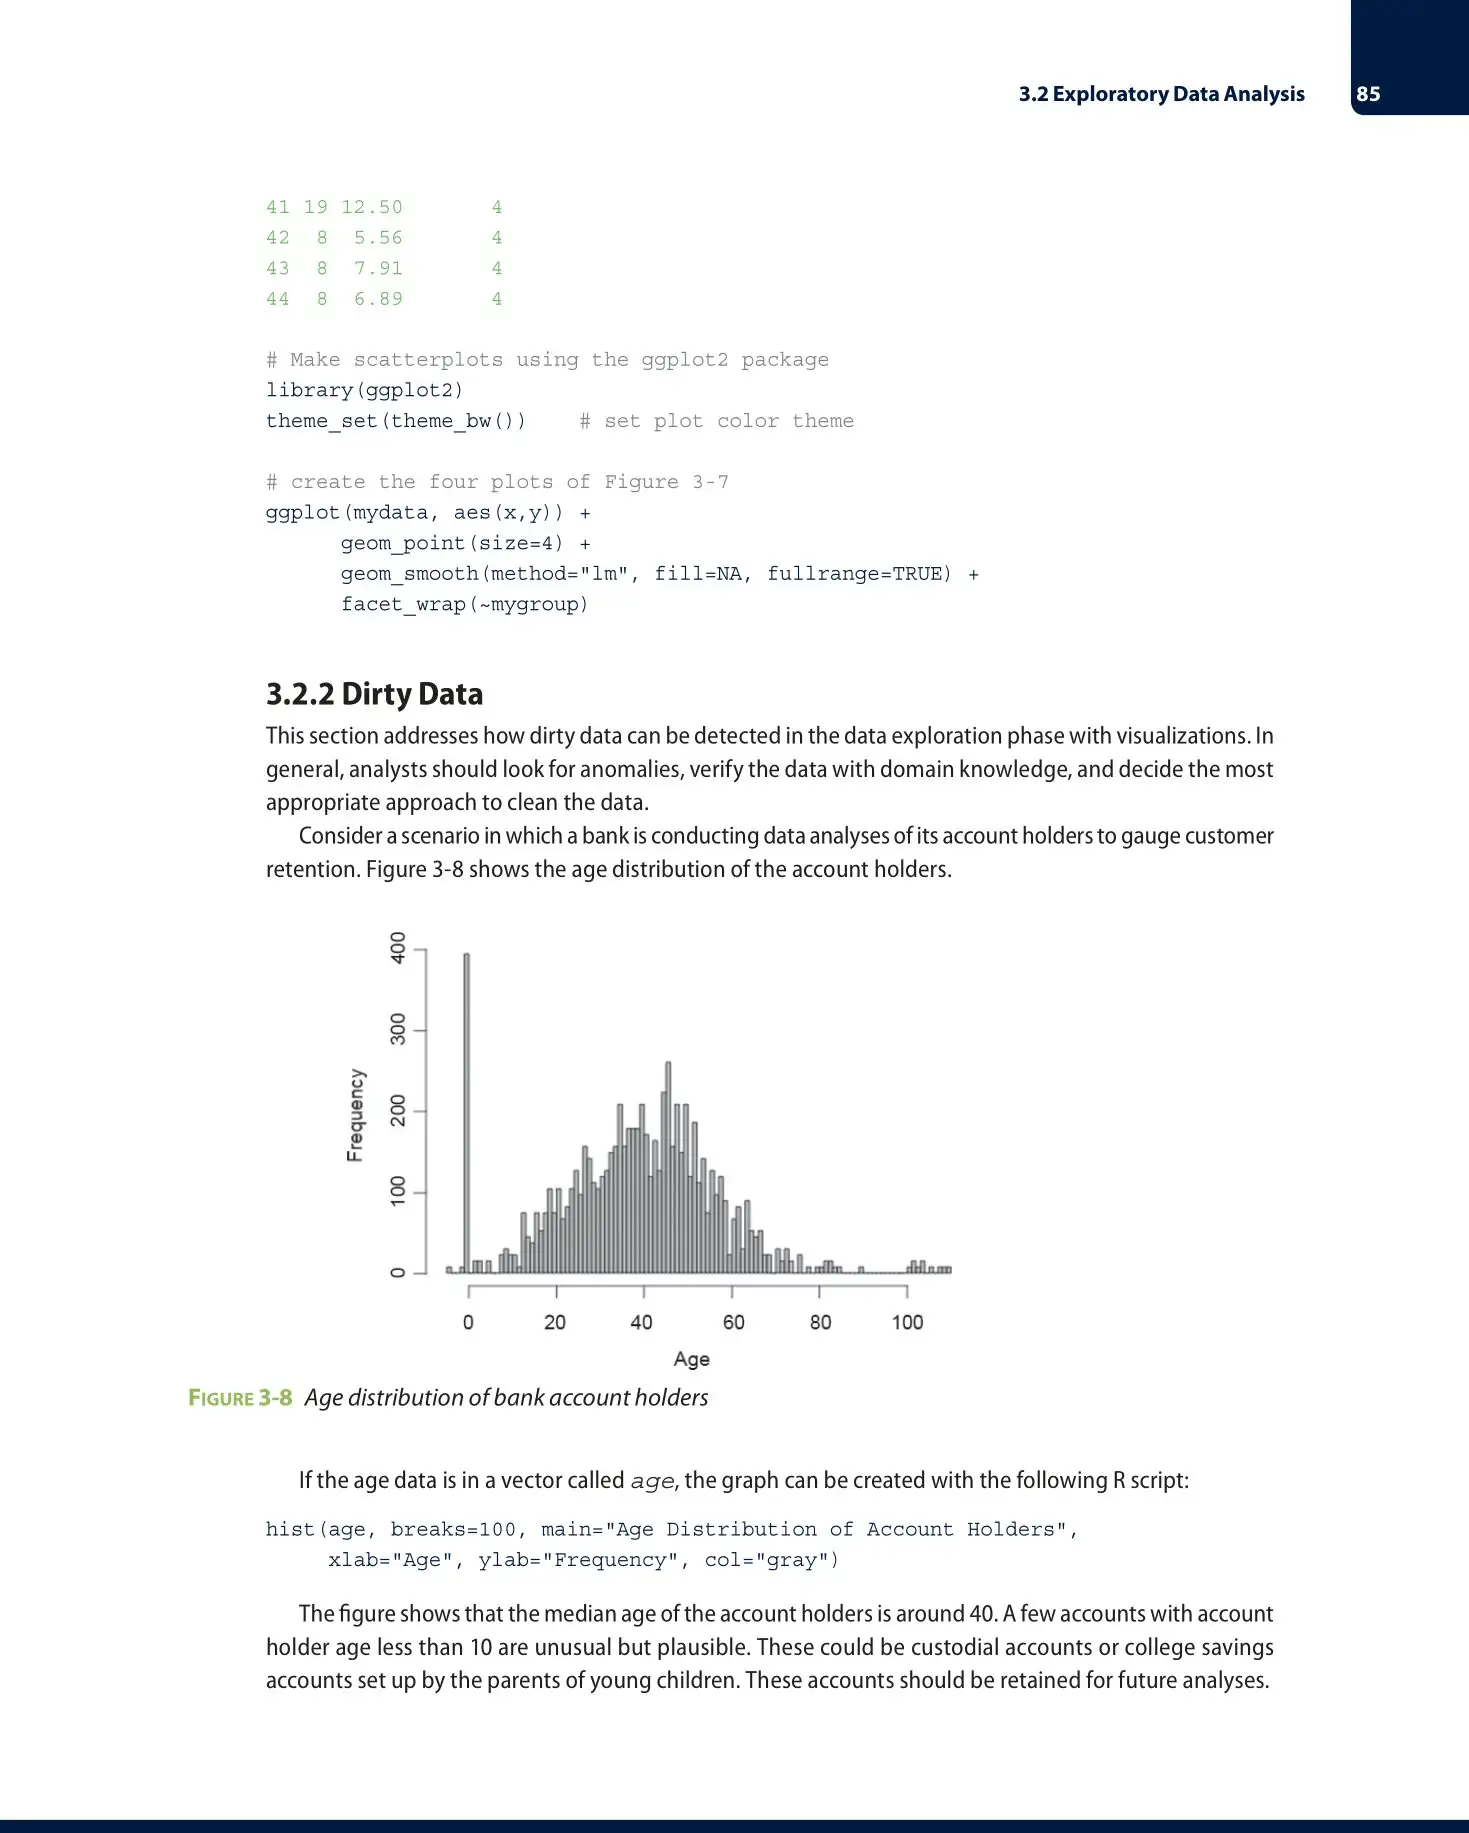 3.2 Exploratory Data Analysis 85
41 19 12.50 4
42 8 5.56 4
43 8 7.91 4
44 8 6.89 4
# Make scatterplots using the ggplot2 package
library(ggplot2)
theme_set(theme_bw()) # set plot color theme
# create the four plots of Figure 3-7
ggplot(mydata, aes(x,y)) +
geom_point(size=4) +
geom_smooth(method="lm", fill=NA, fullrange=TRUE) +
facet_wrap(~mygroup)
3.2.2 Dirty Data
This section addresses how dirty data can be detected in the data exploration phase with visualizations. In
general, analysts should look for anomalies, verify the data with domain knowledge, and decide the most
appropriate approach to clean the data.
Consider a scenario in which a bank is conducting data analyses of its account holders to gauge customer
retention. Figure 3-8 shows the age distribution of the account holders.
400
300
200
100
0
Frequency
0 20 40 60 80 100
Age
FIGURE 3-8 Age distribution of bank account holders
If the age data is in a vector called age, the graph can be created with the following R script:
hist(age, breaks=100, main="Age Distribution of Account Holders",
xlab="Age", ylab="Frequency", col="gray")
The figure shows that the median age of the account holders is around 40. A few accounts with account
holder age less than 10 are unusual but plausible. These could be custodial accounts or college savings
accounts set up by the parents of young children. These accounts should be retained for future analyses.